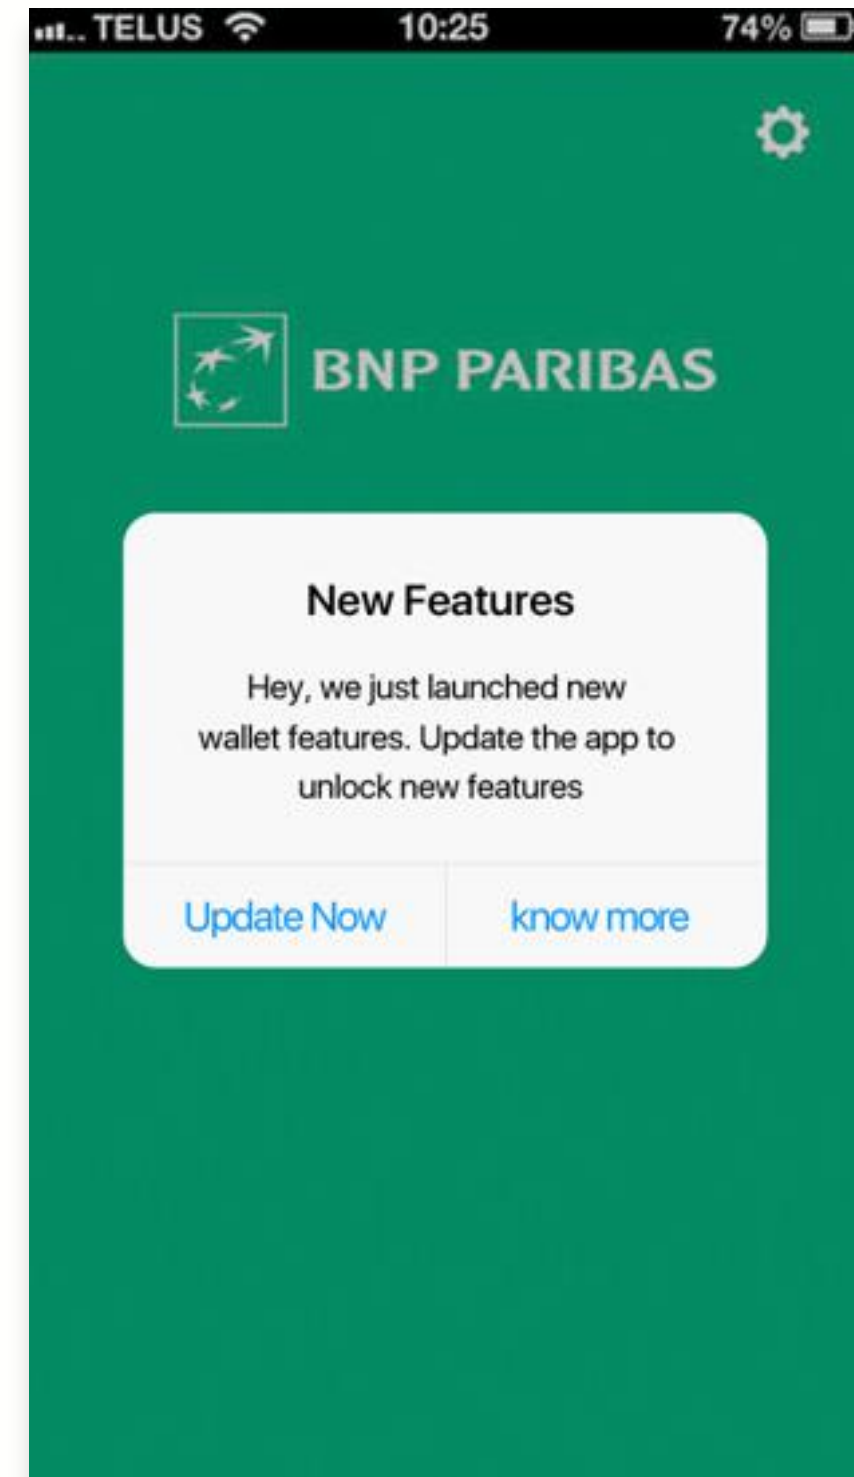 TELUS 10:25 74%
BNP PARIBAS
New Features
Hey, we just launched new
wallet features. Update the app to
unlock new features
Update Now know more